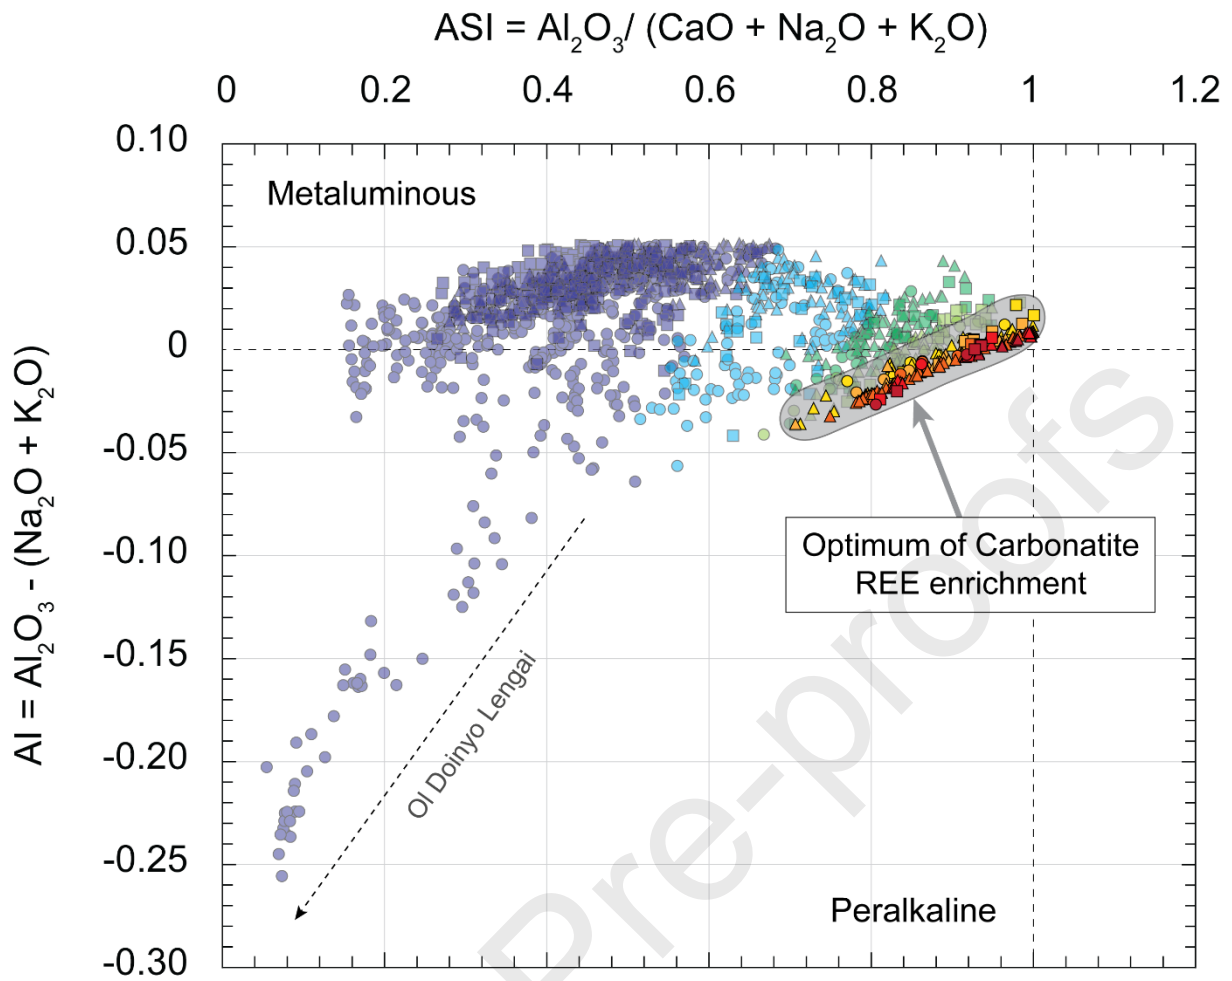 ASI = Al₂O₃/ (CaO + Na₂O + K₂O)
0 0.2 0.4 0.6 0.8 1 1.2
AI = Al₂O₃ - (Na₂O + K₂O)
0.10
0.05
0
-0.05
-0.10
-0.15
-0.20
-0.25
-0.30
Metaluminous
Optimum of Carbonatite
REE enrichment
Ol Doinyo Lengai
Peralkaline
Pre-proofs